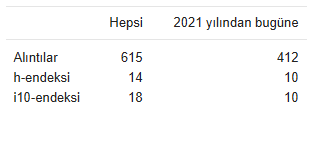 Hepsi 2021 yılından bugüne
Alıntılar 615 412
h-endeksi 14 10
i10-endeksi 18 10